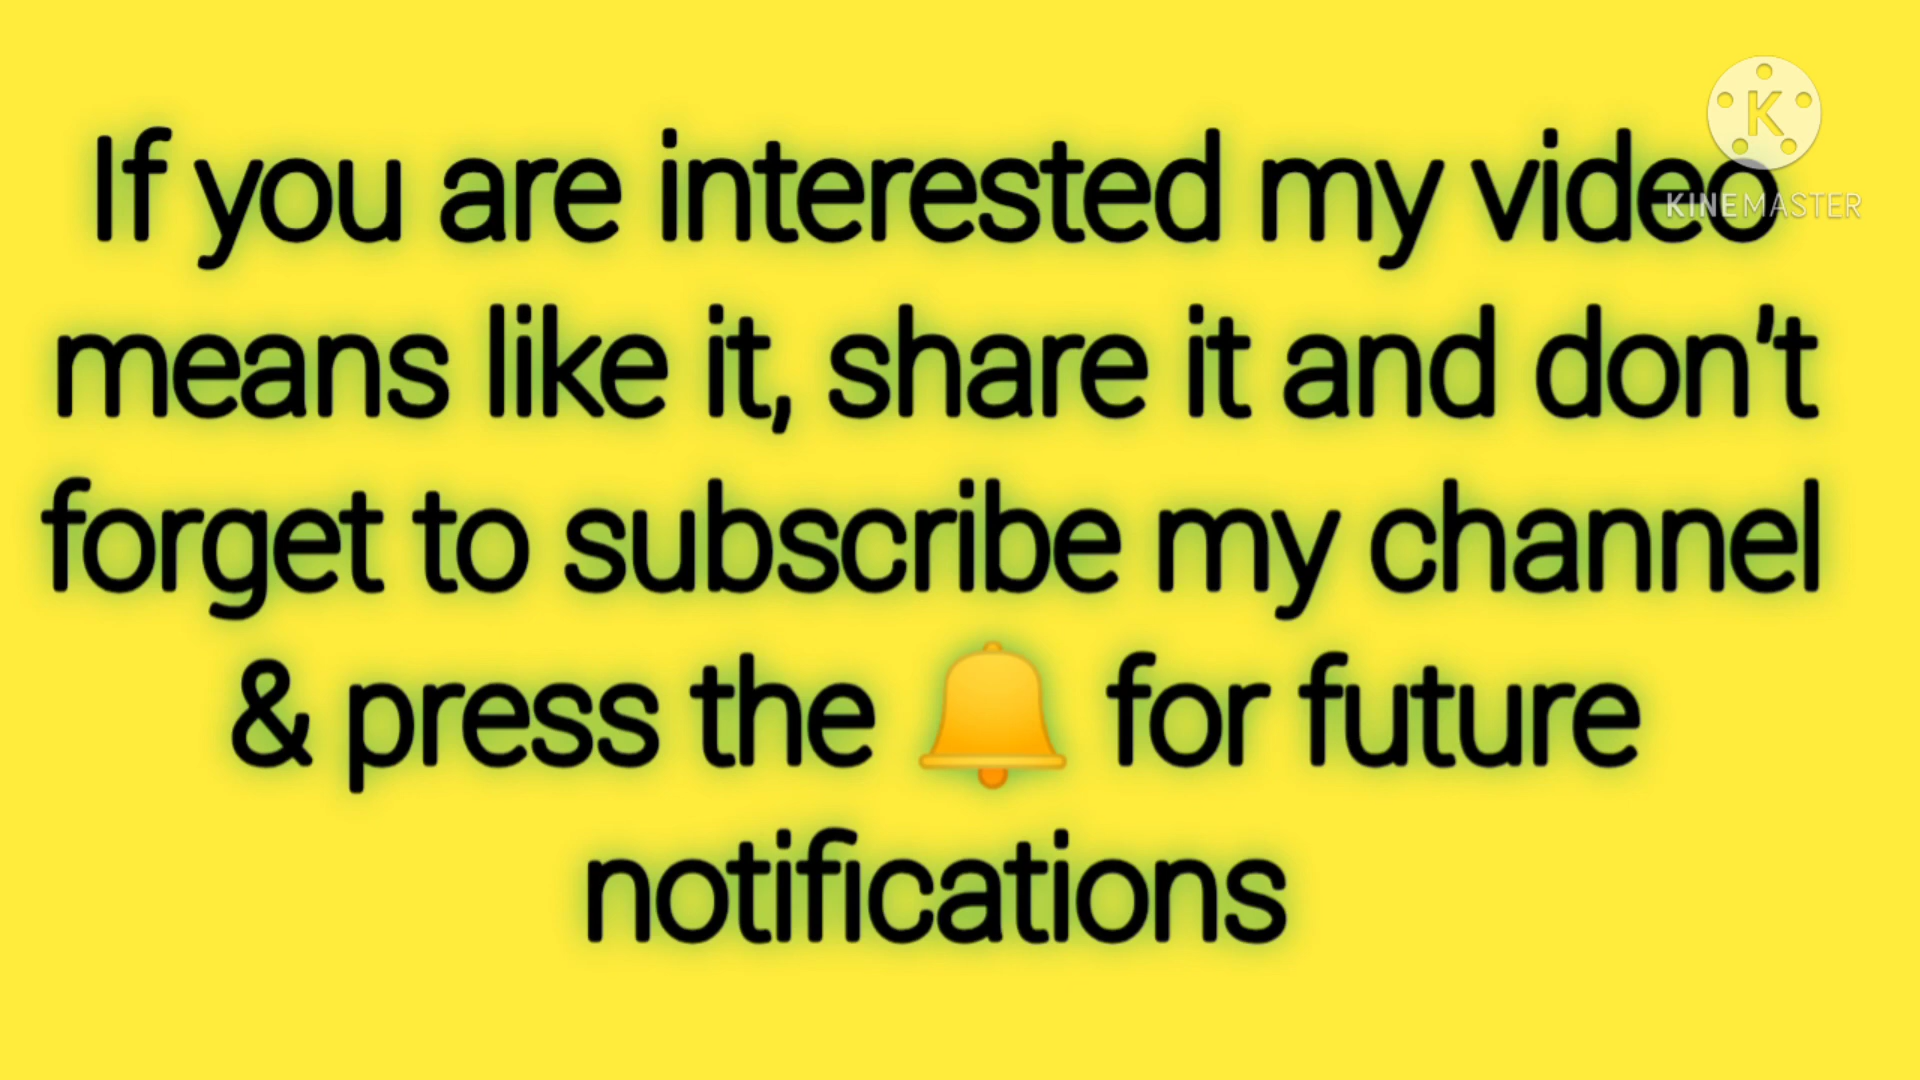 If you are interested my video
means like it, share it and don't
forget to subscribe my channel
& press the 🔔 for future
notifications
K
KINEMASTER